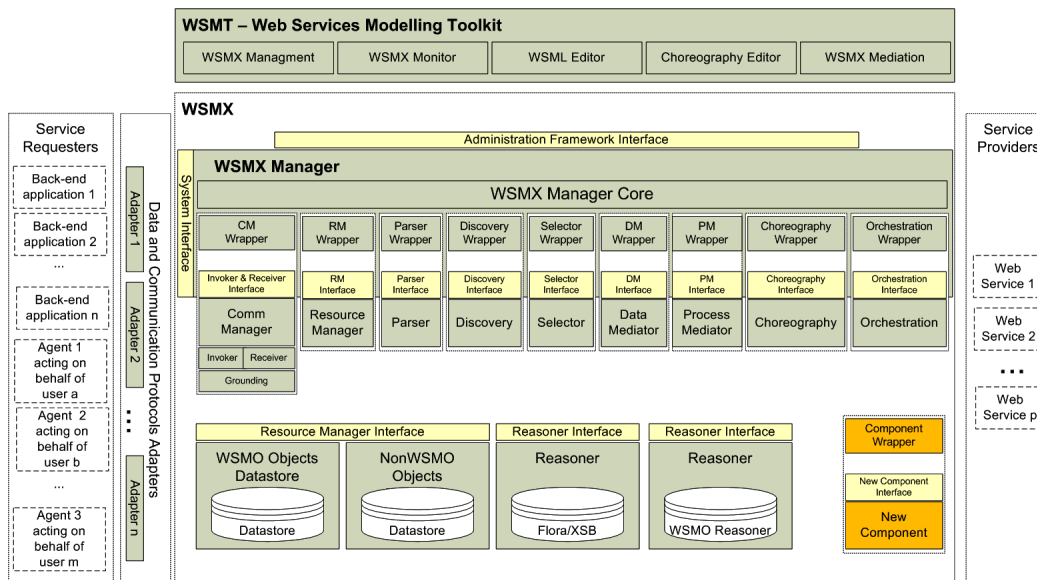 WSMT – Web Services Modelling Toolkit
WSMX Managment
WSMX Monitor
WSML Editor
Choreography Editor
WSMX Mediation
WSMX
Service
Requesters
Back-end
application 1
Back-end
application 2
...
Back-end
application n
Agent 1
acting on
behalf of
user a
Agent 2
acting on
behalf of
user b
...
Agent 3
acting on
behalf of
user m
Data and Communication Protocols Adapters
Adapter 1
Adapter 2
...
Adapter n
Administration Framework Interface
System Interface
WSMX Manager
WSMX Manager Core
CM
Wrapper
RM
Wrapper
Parser
Wrapper
Discovery
Wrapper
Selector
Wrapper
DM
Wrapper
PM
Wrapper
Choreography
Wrapper
Orchestration
Wrapper
Invoker & Receiver
Interface
RM
Interface
Parser
Interface
Discovery
Interface
Selector
Interface
DM
Interface
PM
Interface
Choreography
Interface
Orchestration
Interface
Comm
Manager
Resource
Manager
Parser
Discovery
Selector
Data
Mediator
Process
Mediator
Choreography
Orchestration
Invoker
Receiver
Grounding
Resource Manager Interface
Reasoner Interface
Reasoner Interface
WSMO Objects
Datastore
Datastore
NonWSMO
Objects
Datastore
Reasoner
Flora/XSB
Reasoner
WSMO Reasoner
Component
Wrapper
New Component
Interface
New
Component
Service
Providers
Web
Service 1
Web
Service 2
...
Web
Service p